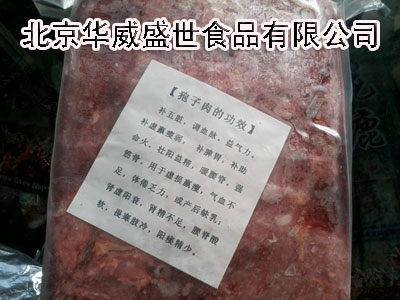 北京华威盛世食品有限公司
【狍子肉的功效】
补五脏，调血脉，益气力，
补虚羸瘦弱，补脾胃，补助
命火，壮阳益精，暖腰脊，强
筋骨。用于虚损羸瘦，气血不
足，体倦乏力，或产后缺乳；
肾虚阳衰，肾精不足，腰脊酸
软，畏寒肢冷，阳痿精少。